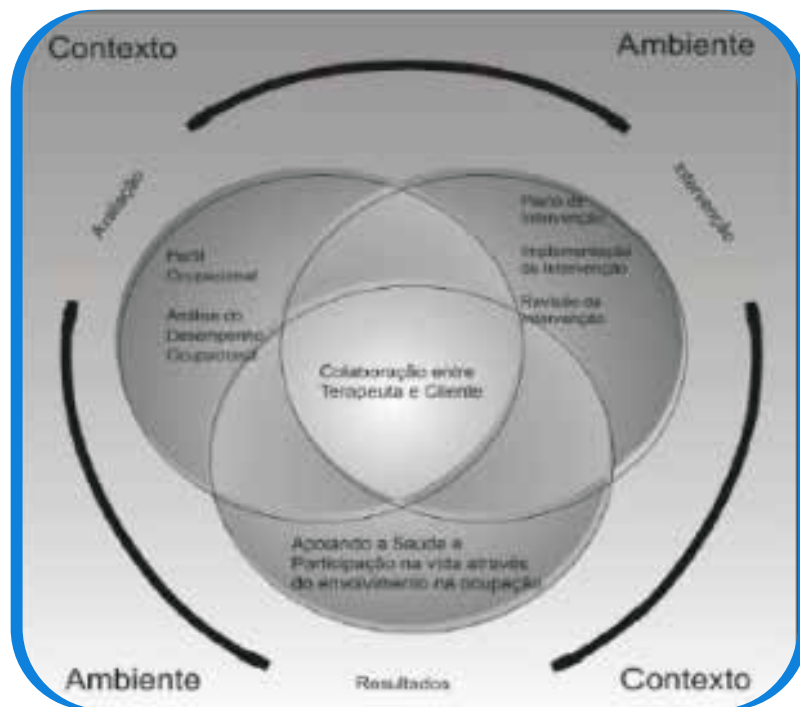 Contexto
Ambiente
Avaliação
Intervenção
Perfil
Ocupacional
Análise do
Desempenho
Ocupacional
Plano de
Intervenção
Implementação
da Intervenção
Revisão da
Intervenção
Colaboração entre
Terapeuta e Cliente
Apoiando a Saúde e
Participação na vida através
do envolvimento na ocupação
Ambiente
Resultados
Contexto